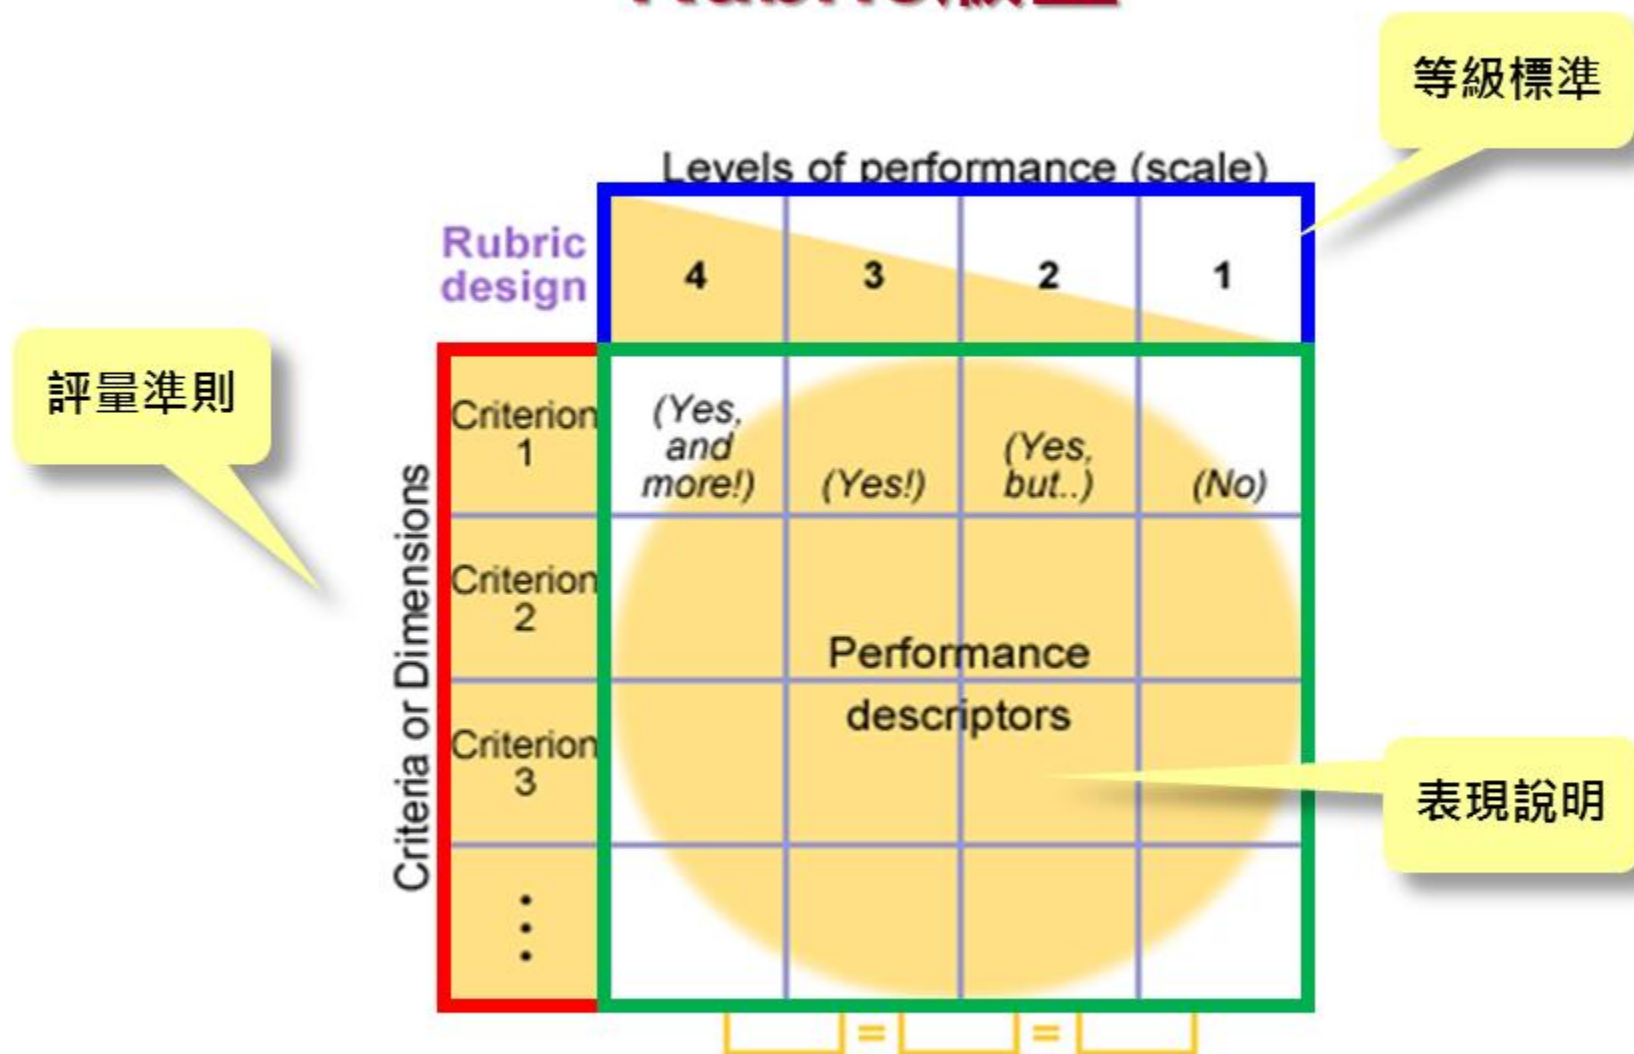 等級標準
Levels of performance (scale)
Rubric
design
4
3
2
1
評量準則
Criteria or Dimensions
Criterion
1
(Yes,
and
more!)
(Yes!)
(Yes,
but..)
(No)
Criterion
2
Performance
descriptors
Criterion
3
表現說明
⋮
=
=